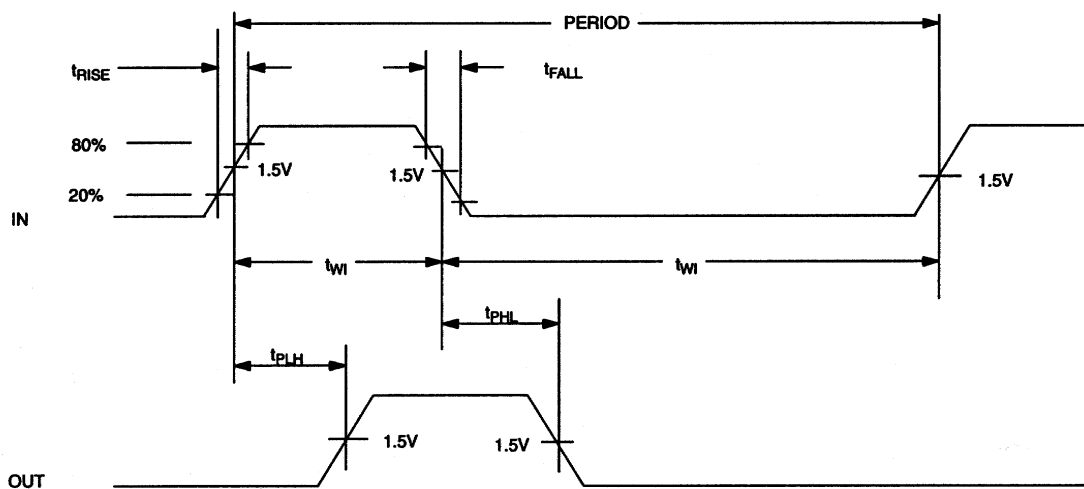 PERIOD
tRISE
tFALL
80%
1.5V
1.5V
1.5V
20%
IN
tWI
tWI
tPHL
tPLH
1.5V
1.5V
OUT